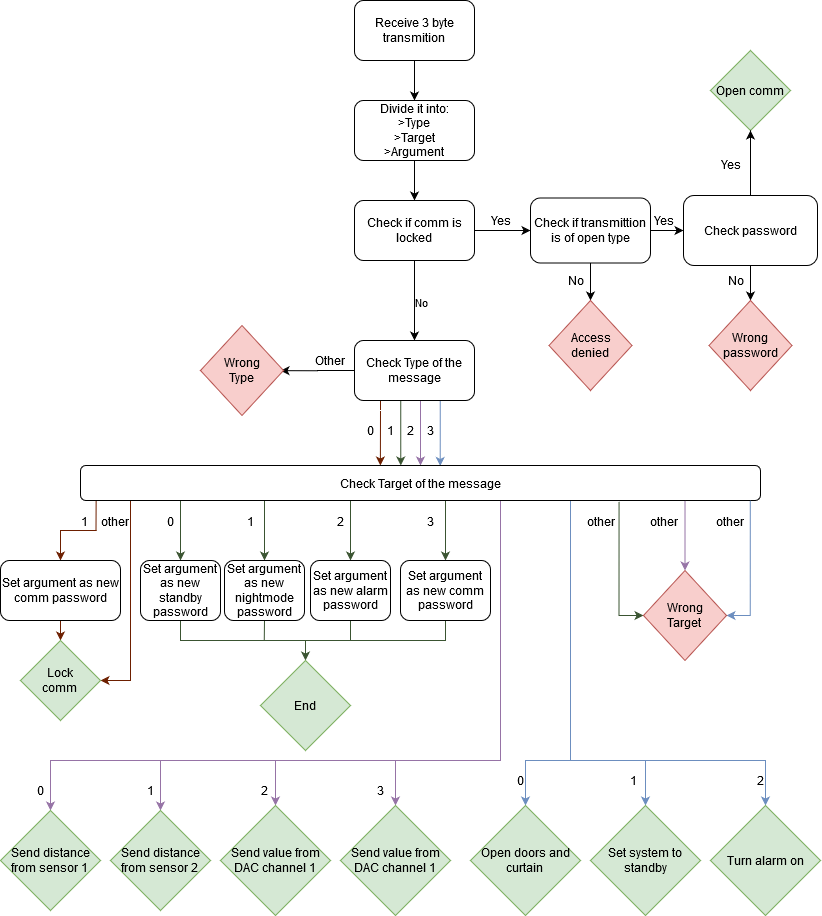 Receive 3 byte
transmition
Divide it into:
>Type
>Target
>Argument
Open comm
Yes
Check if comm is
locked
Yes
Check if transmittion
is of open type
Yes
Check password
No
No
No
Access
denied
Wrong
password
Wrong
Type
Other
Check Type of the
message
0
1
2
3
Check Target of the message
1
other
0
1
2
3
other
other
other
Set argument as new
comm password
Set argument
as new
standby
password
Set argument
as new
nightmode
password
Set argument
as new alarm
password
Set argument
as new comm
password
Wrong
Target
Lock
comm
End
0
1
2
3
0
1
2
Send distance
from sensor 1
Send distance
from sensor 2
Send value from
DAC channel 1
Send value from
DAC channel 1
Open doors and
curtain
Set system to
standby
Turn alarm on